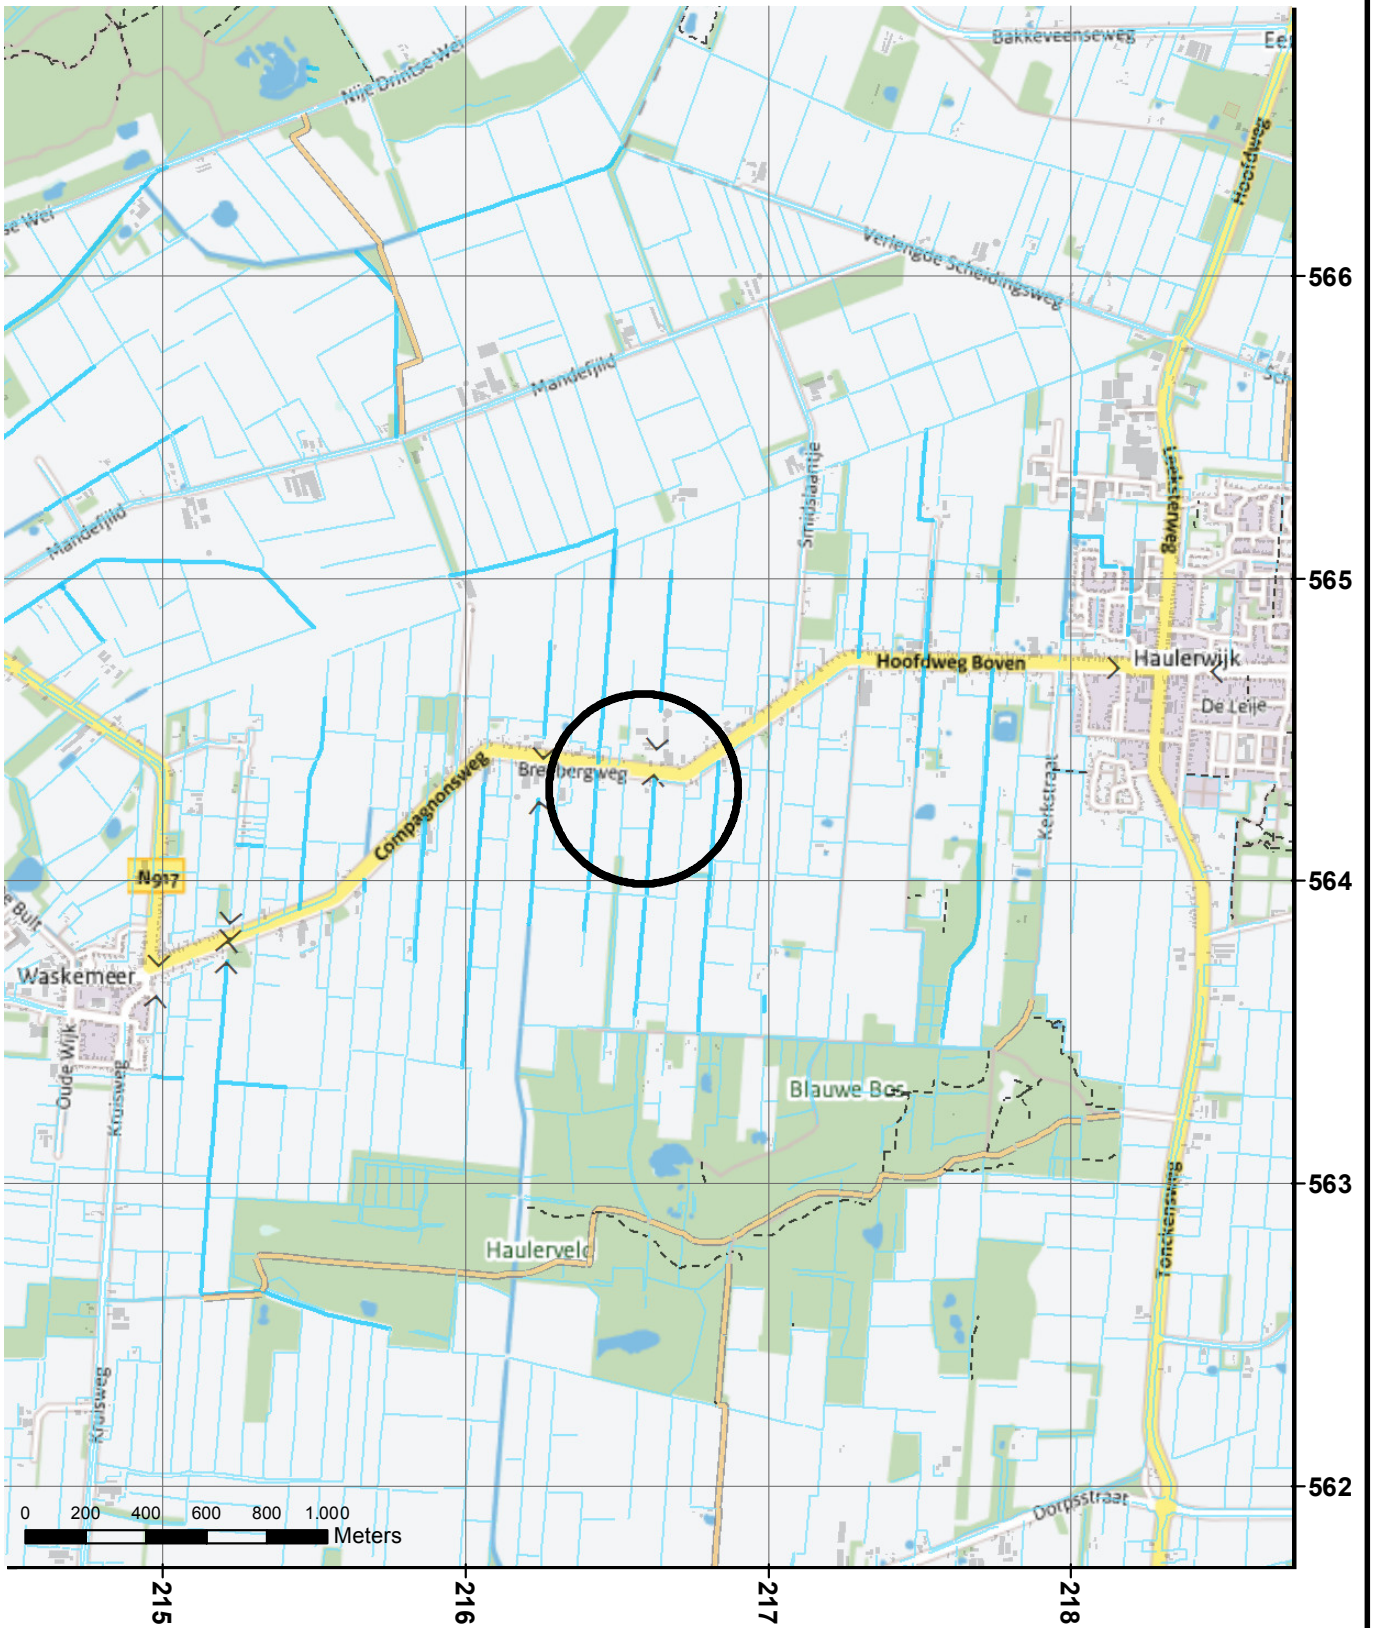 Bakkeveenseweg
Nije Drintse Wei
Hoofdweg
se Wei
Verlengde Scheidingsweg
566
Mandefjild
Smidslaantje
Leeksterweg
Mandefjild
565
Hoofdweg Boven
Haulerwijk
De Leije
Compagnonsweg
Kerkstraat
N917
564
e Bult
Waskemeer
Oude Wijk
Kruisweg
Blauwe Bos
563
Haulerveld
Tonckensweg
Kruisweg
562
Dorpsstraat
0 200 400 600 800 1.000
Meters
215
216
217
218